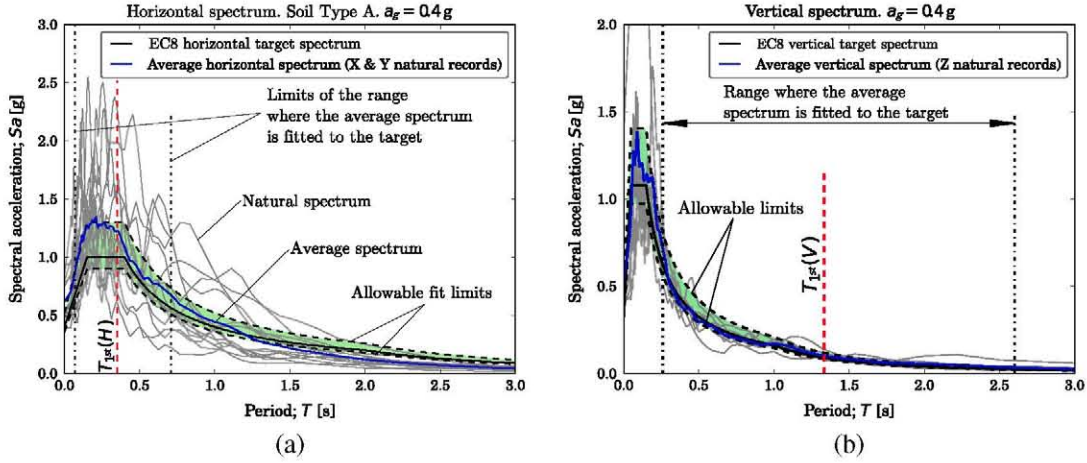 Horizontal spectrum. Soil Type A. a_g = 0.4 g
EC8 horizontal target spectrum
Average horizontal spectrum (X & Y natural records)
Limits of the range
where the average spectrum
is fitted to the target
Natural spectrum
Average spectrum
Allowable fit limits
T_1st(H)
Spectral acceleration; Sa [g]
3.0
2.5
2.0
1.5
1.0
0.5
0.0
0.0 0.5 1.0 1.5 2.0 2.5 3.0
Period; T [s]
(a)
Vertical spectrum. a_g = 0.4 g
EC8 vertical target spectrum
Average vertical spectrum (Z natural records)
Range where the average
spectrum is fitted to the target
Allowable limits
T_1st(V)
Spectral acceleration; Sa [g]
2.0
1.5
1.0
0.5
0.0
0.0 0.5 1.0 1.5 2.0 2.5 3.0
Period; T [s]
(b)